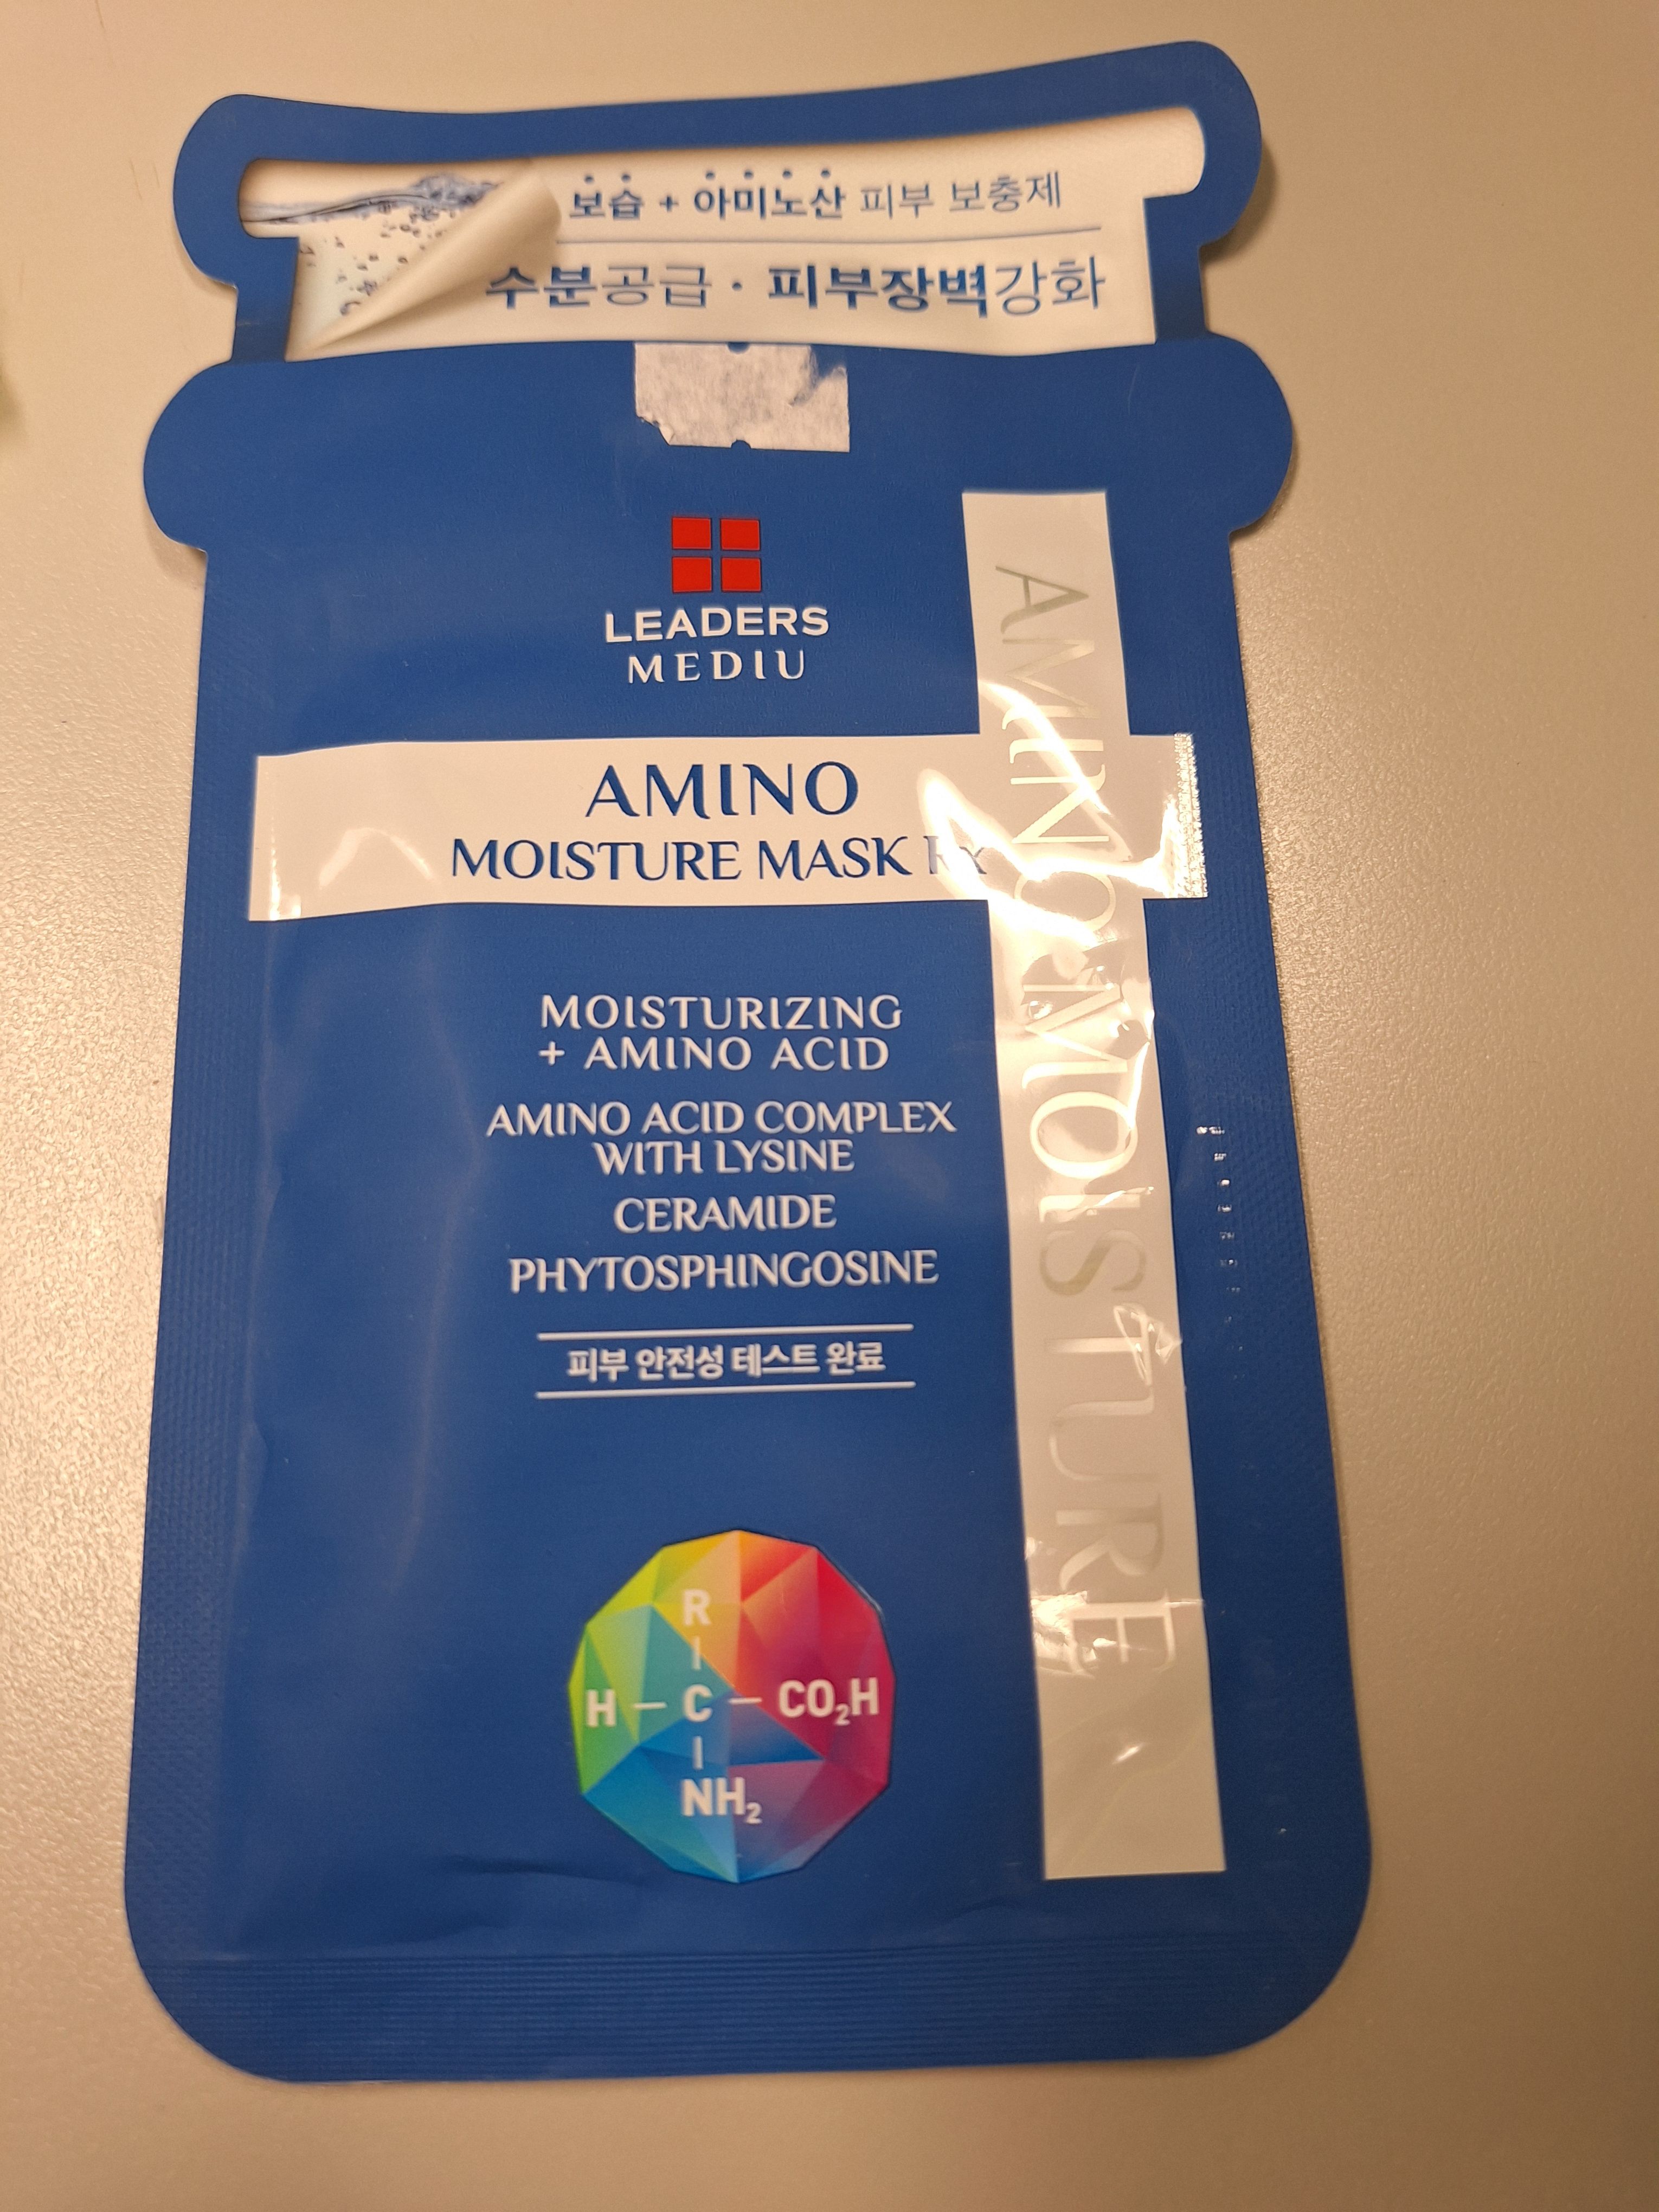 보습 + 아미노산 피부 보충제
수분공급 · 피부장벽강화
LEADERS
MEDIU
AMINO
MOISTURE MASK Rx
AMINO MOISTURE
MOISTURIZING
+ AMINO ACID
AMINO ACID COMPLEX
WITH LYSINE
CERAMIDE
PHYTOSPHINGOSINE
피부 안전성 테스트 완료
R
H – C – CO₂H
NH₂